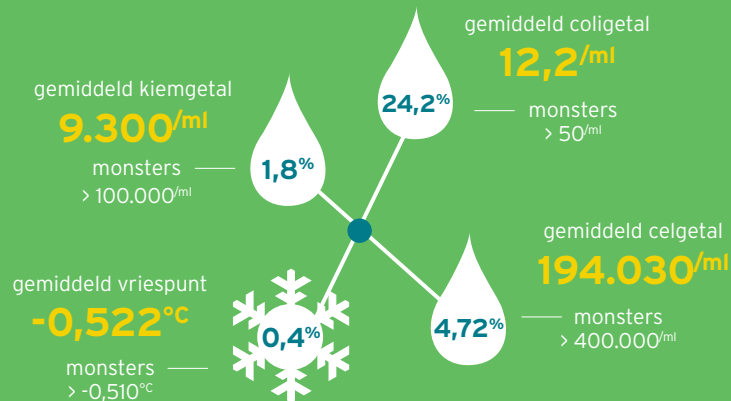 gemiddeld kiemgetal
9.300/ml
1,8%
monsters
> 100.000/ml
gemiddeld coligetal
12,2/ml
24,2%
monsters
> 50/ml
gemiddeld vriespunt
-0,522°C
0,4%
monsters
> -0,510°C
gemiddeld celgetal
194.030/ml
4,72%
monsters
> 400.000/ml